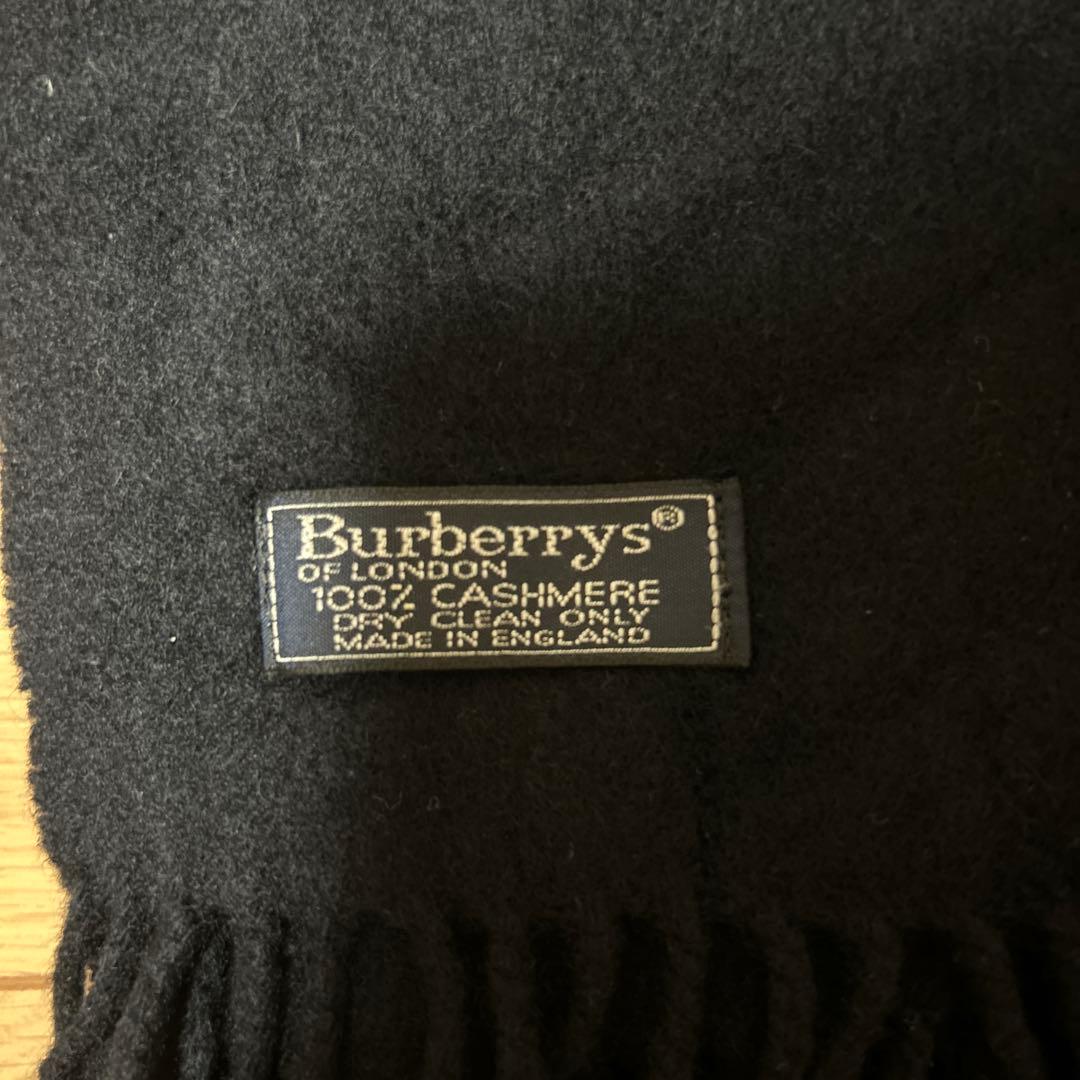 Burberrys®
OF LONDON
100% CASHMERE
DRY CLEAN ONLY
MADE IN ENGLAND